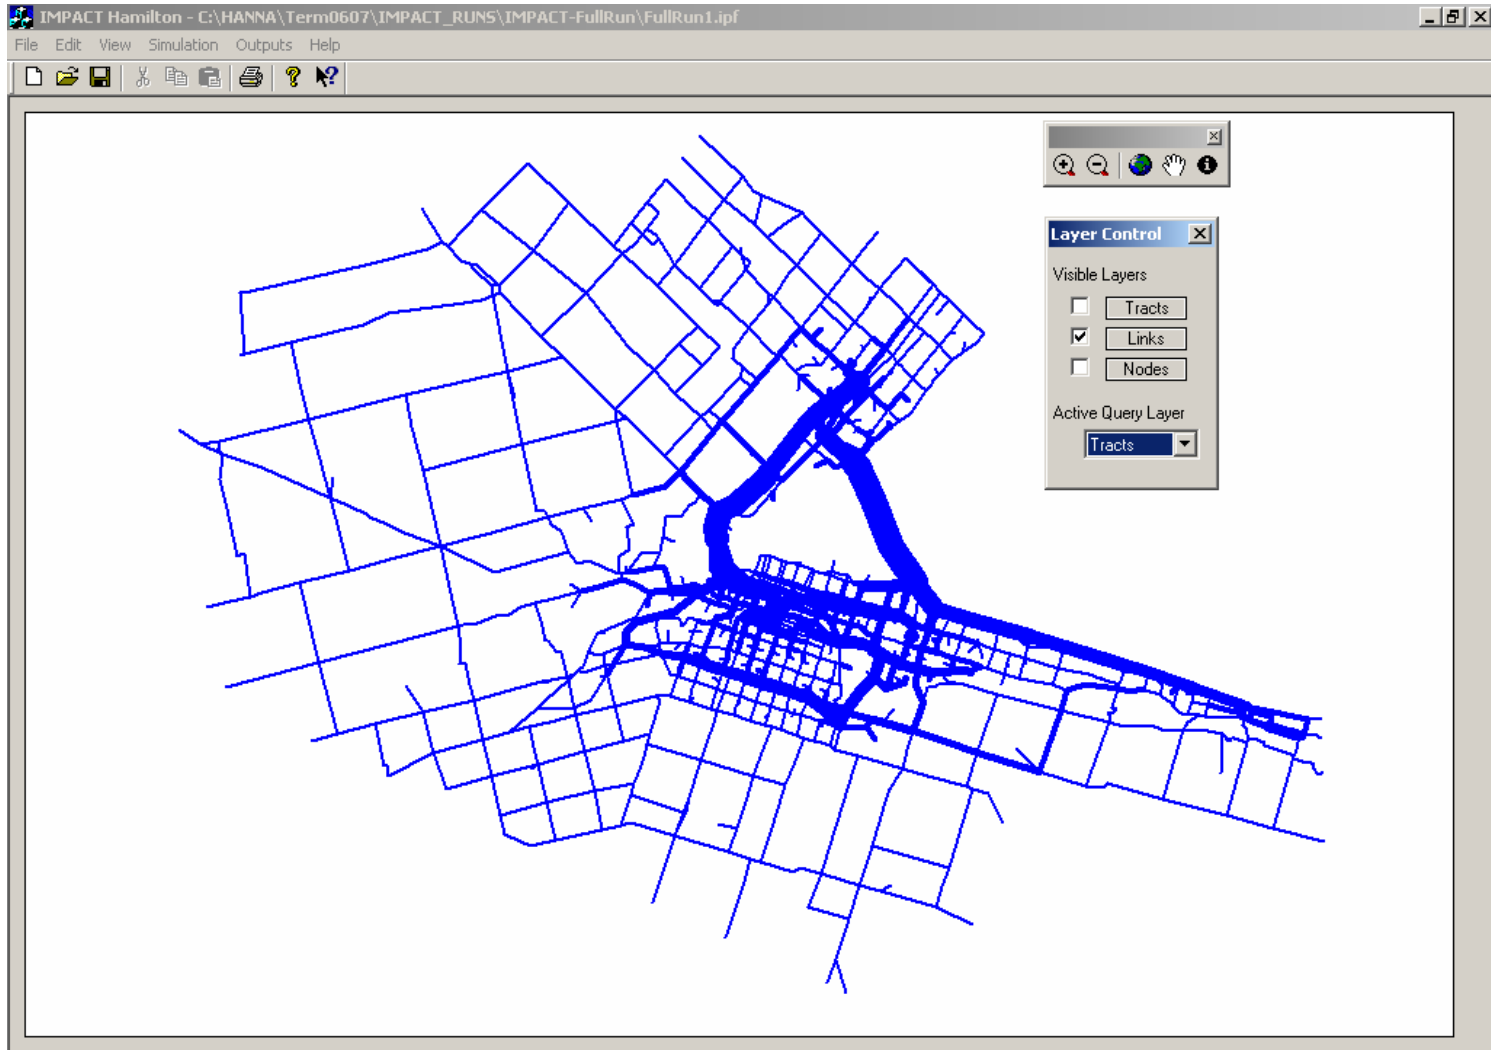 IMPACT Hamilton - C:\HANNA\Term0607\IMPACT_RUNS\IMPACT-FullRun\FullRun1.ipf
File Edit View Simulation Outputs Help
Layer Control
Visible Layers
Tracts
Links
Nodes
Active Query Layer
Tracts